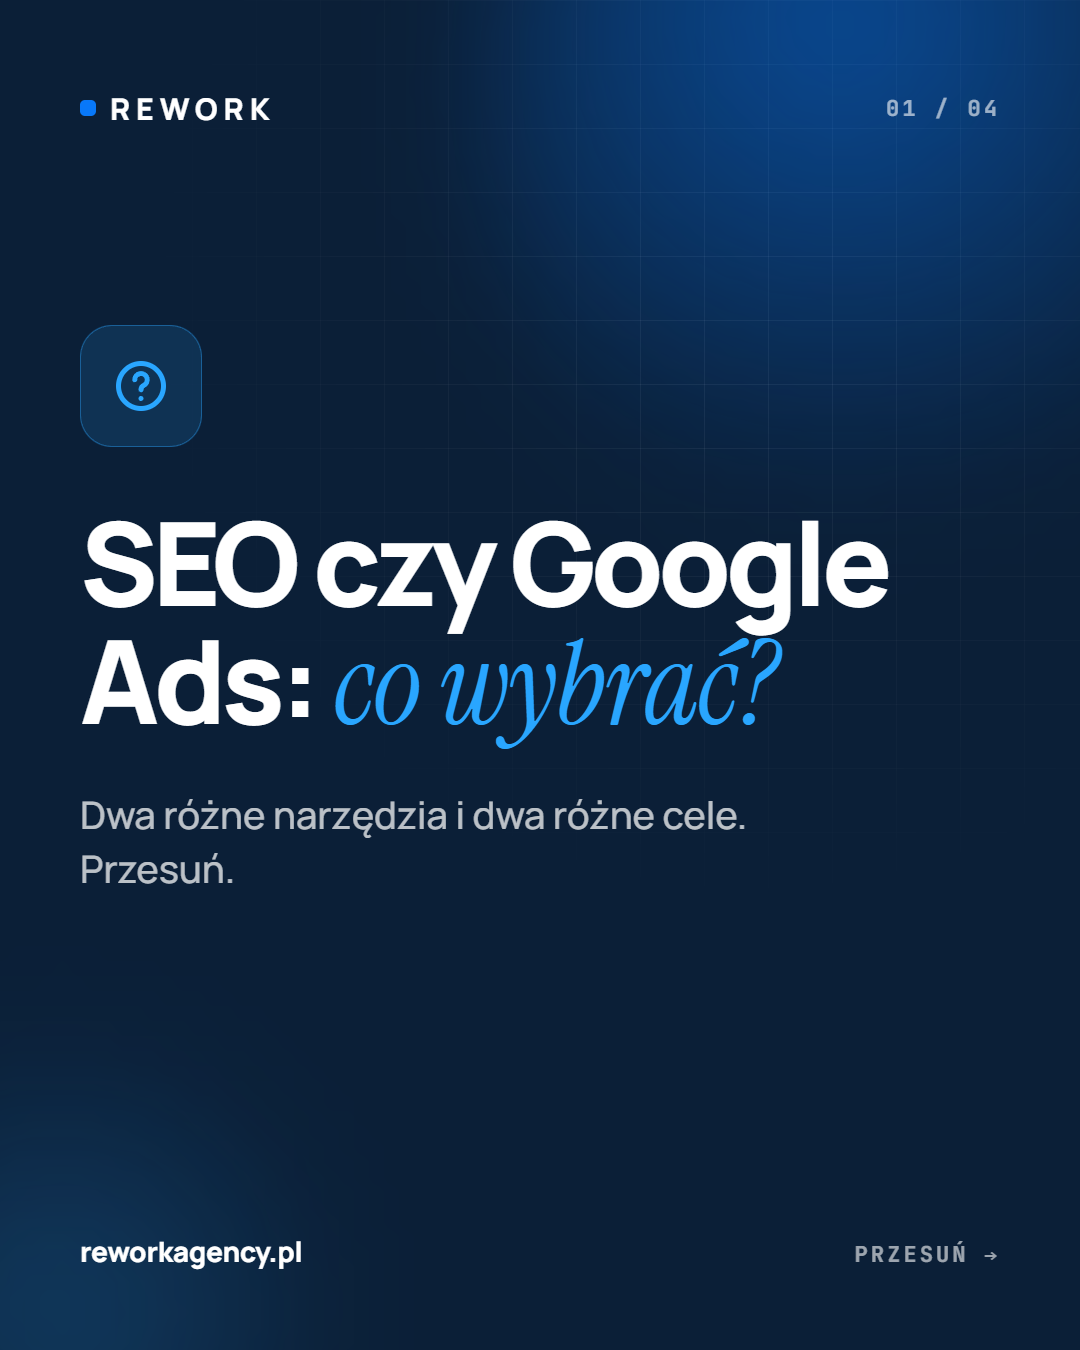 REWORK
01 / 04
SEO czy Google
Ads: co wybrać?
Dwa różne narzędzia i dwa różne cele.
Przesuń.
reworkagency.pl
PRZESUŃ →